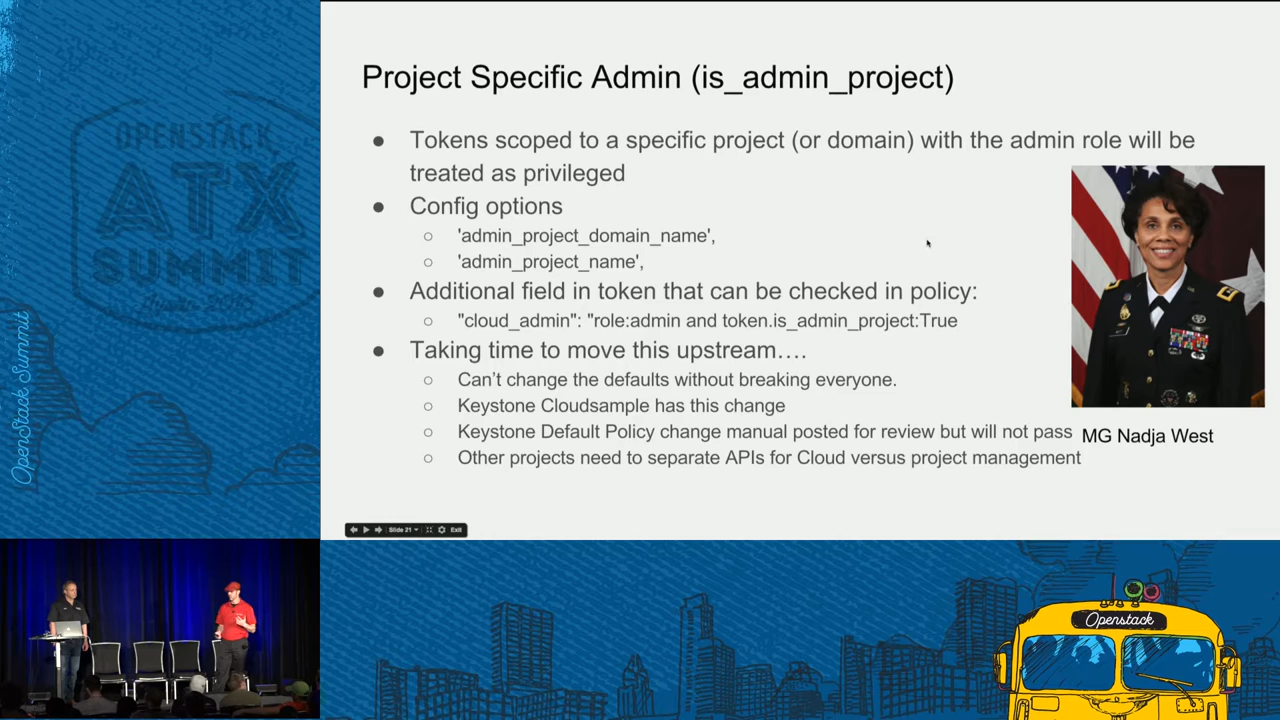 OPENSTACK
ATX
SUMMIT
OpenStack Summit
Project Specific Admin (is_admin_project)
● Tokens scoped to a specific project (or domain) with the admin role will be
treated as privileged
● Config options
○ 'admin_project_domain_name',
○ 'admin_project_name',
● Additional field in token that can be checked in policy:
○ "cloud_admin": "role:admin and token.is_admin_project:True
● Taking time to move this upstream….
○ Can’t change the defaults without breaking everyone.
○ Keystone Cloudsample has this change
○ Keystone Default Policy change manual posted for review but will not pass
○ Other projects need to separate APIs for Cloud versus project management
MG Nadja West
Slide 21
Exit
Openstack